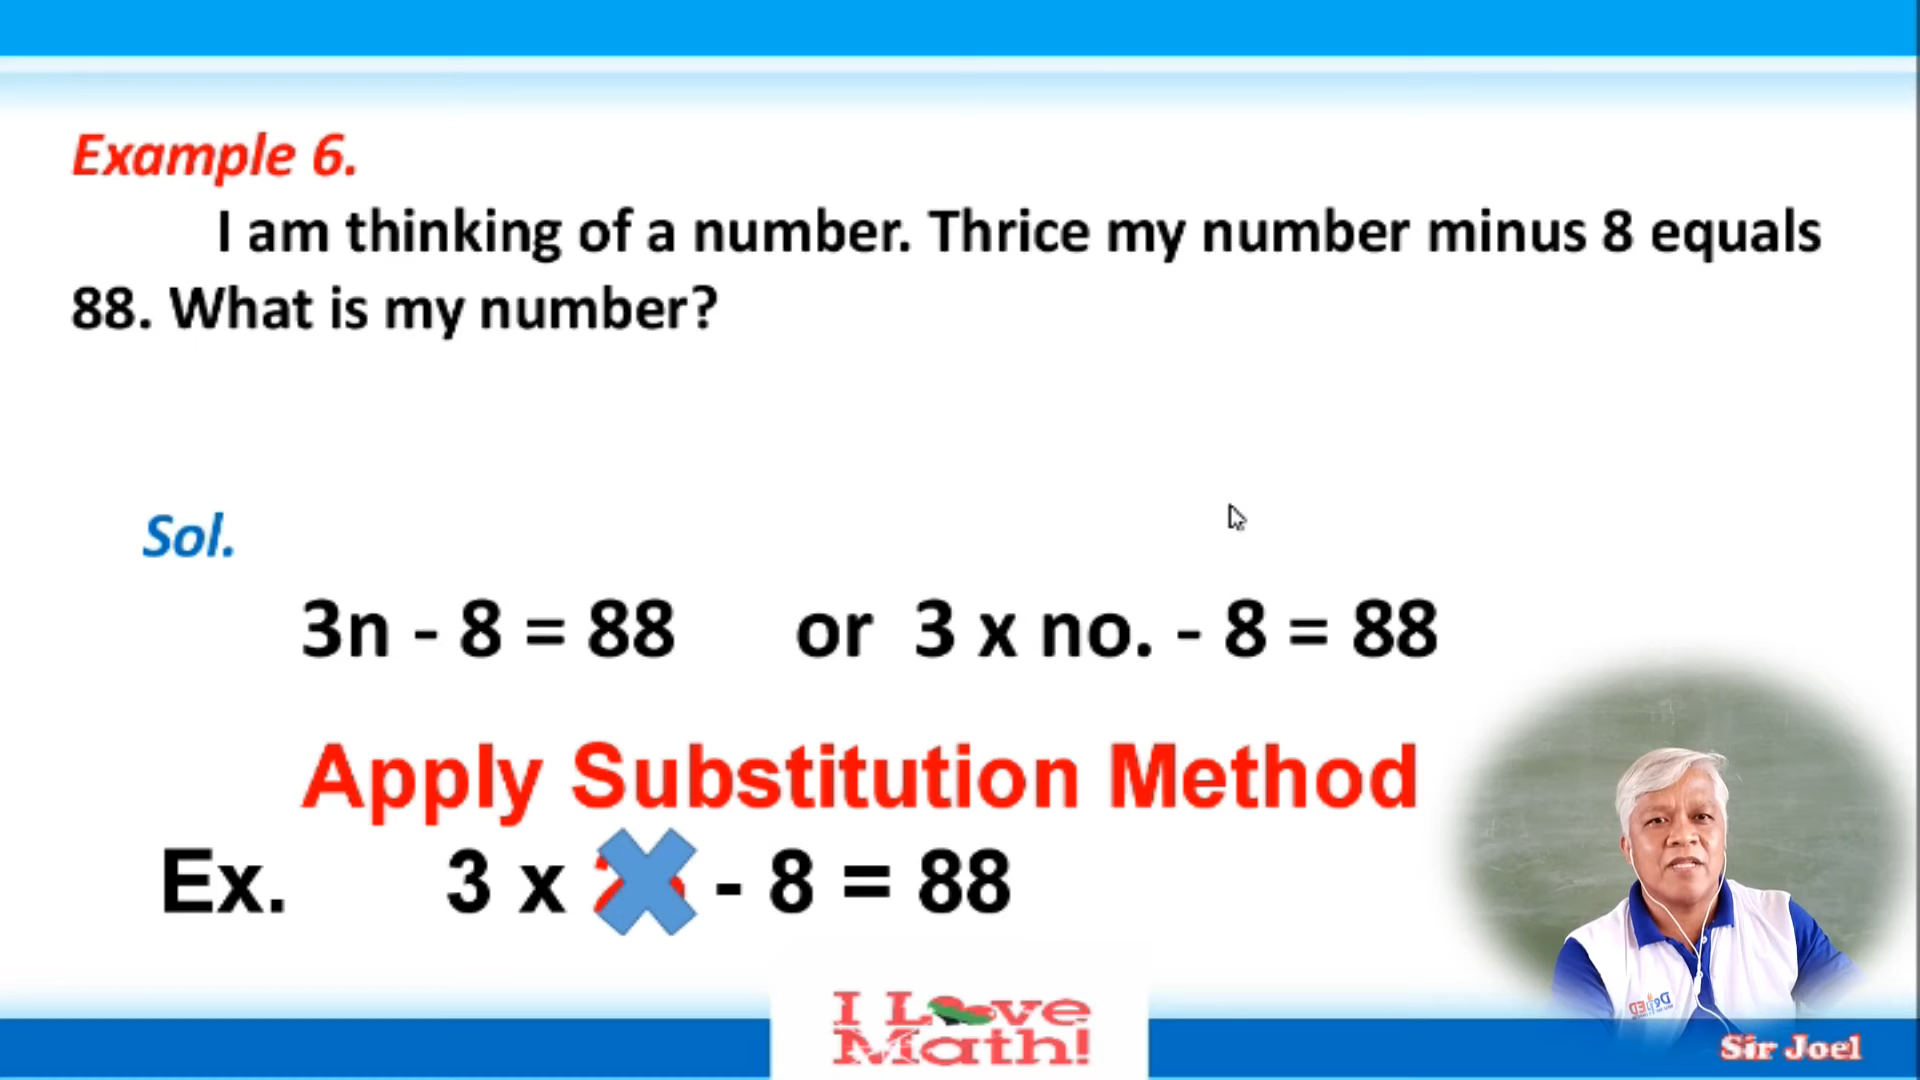 Example 6.
I am thinking of a number. Thrice my number minus 8 equals
88. What is my number?
Sol.
3n - 8 = 88 or 3 x no. - 8 = 88
Apply Substitution Method
Ex. 3 x - 8 = 88
I Love
Math!
Sir Joel